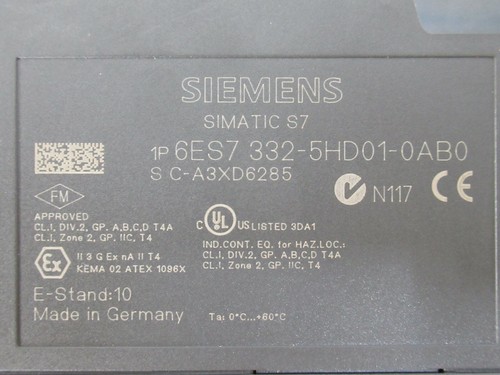 SIEMENS
SIMATIC S7
1P 6ES7 332-5HD01-0AB0
S C-A3XD6285
FM
N117 CE
APPROVED
CL.I, DIV.2, GP. A,B,C,D T4A
CL.I, Zone 2, GP. IIC, T4
C UL US LISTED 3DA1
IND.CONT. EQ. for HAZ.LOC.:
CL.I, DIV.2, GP. A,B,C,D T4A
CL.I, Zone 2, GP. IIC, T4
Ex
II 3 G Ex nA II T4
KEMA 02 ATEX 1096X
E-Stand:10
Made in Germany
Ta: 0°C...+60°C